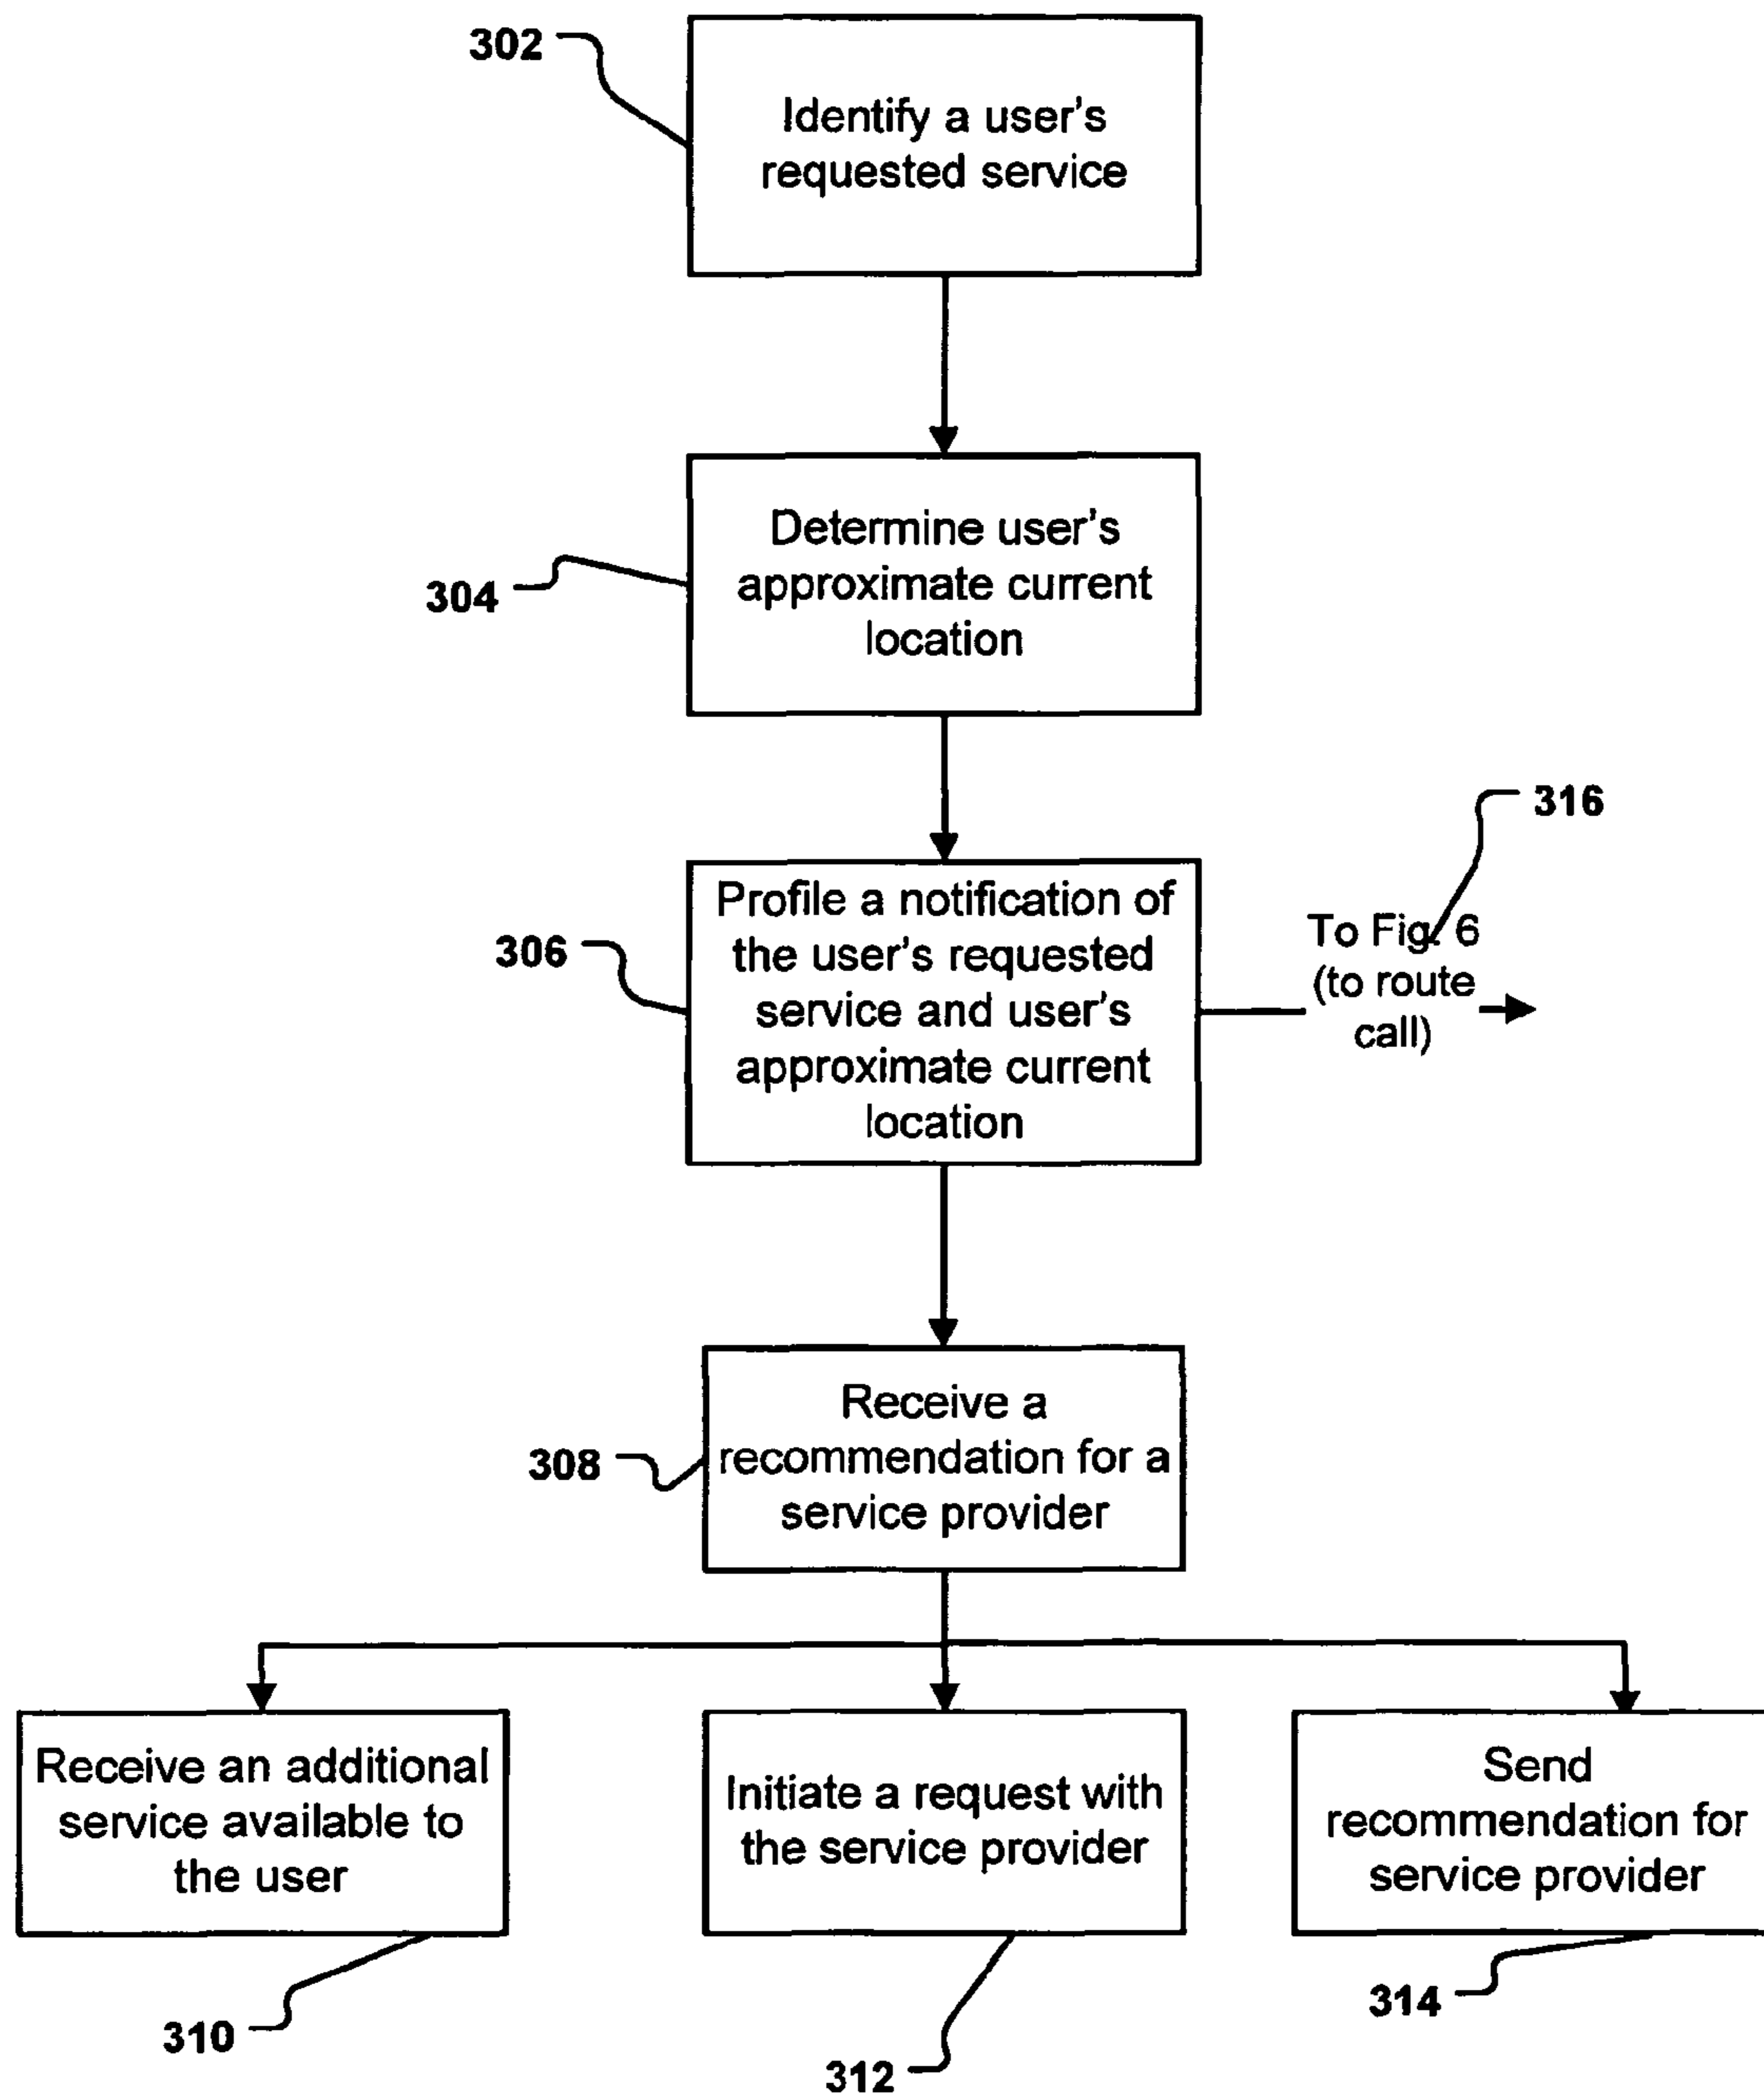 302
Identify a user's
requested service
304
Determine user's
approximate current
location
316
306
Profile a notification of
the user's requested
service and user's
approximate current
location
To Fig. 6
(to route
call)
308
Receive a
recommendation for a
service provider
Receive an additional
service available to
the user
Initiate a request with
the service provider
Send
recommendation for
service provider
310
312
314